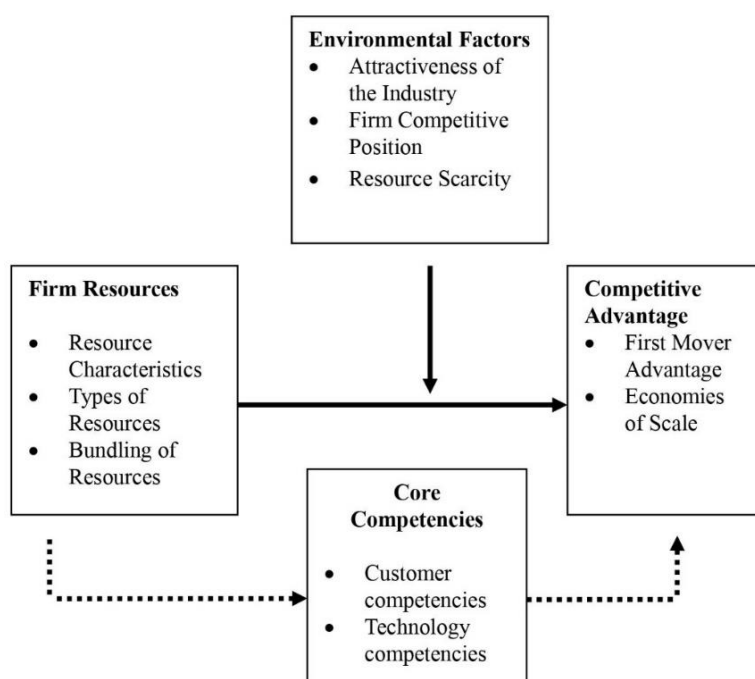 Environmental Factors
• Attractiveness of
the Industry
• Firm Competitive
Position
• Resource Scarcity
Firm Resources
• Resource
Characteristics
• Types of
Resources
• Bundling of
Resources
Competitive
Advantage
• First Mover
Advantage
• Economies
of Scale
Core
Competencies
• Customer
competencies
• Technology
competencies